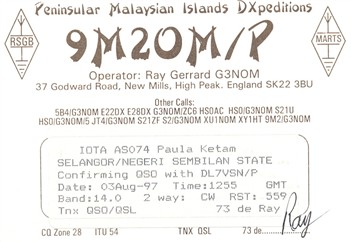 Peninsular Malaysian Islands DXpeditions
RSGB
9M2OM/P
MARTS
Operator: Ray Gerrard G3NOM
37 Godward Road, New Mills, High Peak. England SK22 3BU
Other Calls:
5B4/G3NOM E22DX E28DX G3NOM/ZC6 HS0AC HS0/G3NOM S21U
HS0/G3NOM/5 JT4/G3NOM S21ZF S2/G3NOM XU1NOM XY1HT 9M2/G3NOM
IOTA AS074 Paula Ketam
SELANGOR/NEGERI SEMBILAN STATE
Confirming QSO with DL7VSN/P
Date: 03Aug-97 Time:1255 GMT
Band:14.0 2 way: CW RST: 559
Tnx QSO/QSL 73 de Ray
CQ Zone 28 ITU 54 TNX QSL 73 de Ray